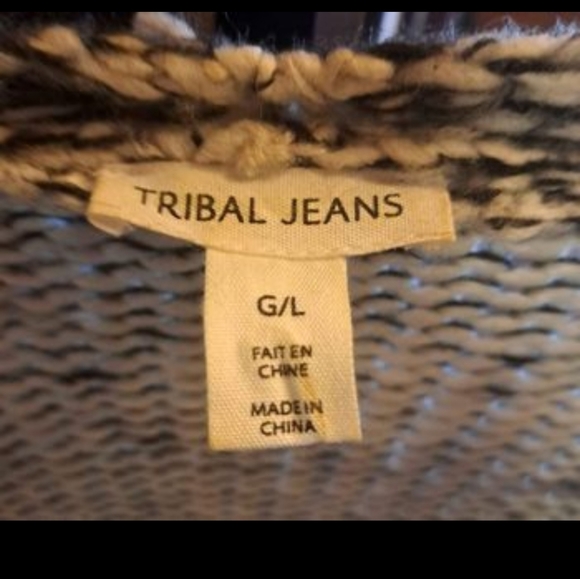 TRIBAL JEANS
G/L
FAIT EN
CHINE
MADE IN
CHINA